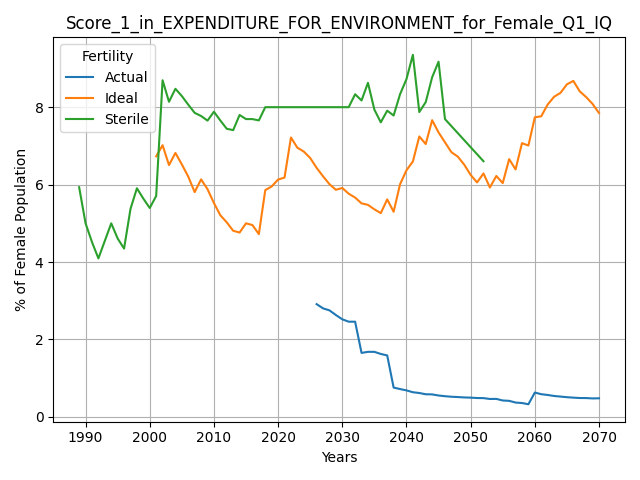 Score_1_in_EXPENDITURE_FOR_ENVIRONMENT_for_Female_Q1_IQ
Fertility
Actual
Ideal
Sterile
% of Female Population
8
6
4
2
0
1990 2000 2010 2020 2030 2040 2050 2060 2070
Years